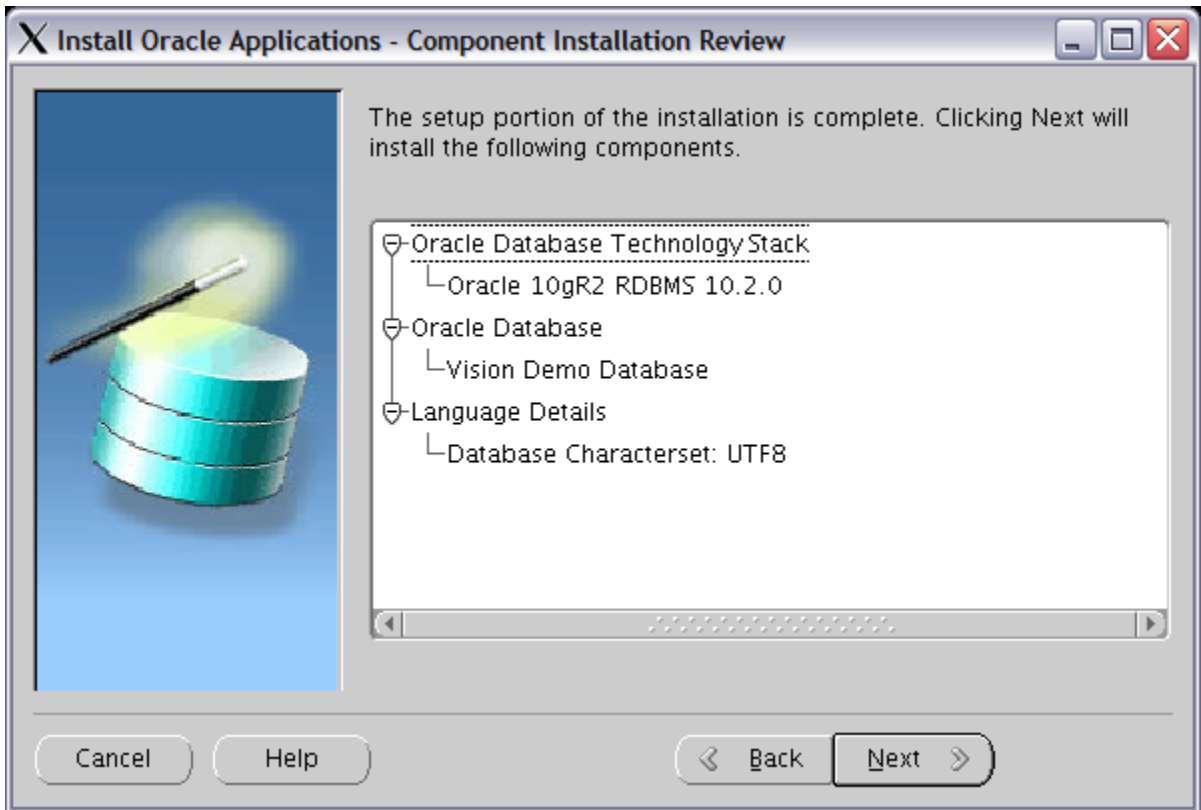 Install Oracle Applications - Component Installation Review
The setup portion of the installation is complete. Clicking Next will
install the following components.
Oracle Database Technology Stack
Oracle 10gR2 RDBMS 10.2.0
Oracle Database
Vision Demo Database
Language Details
Database Characterset: UTF8
Cancel
Help
Back
Next